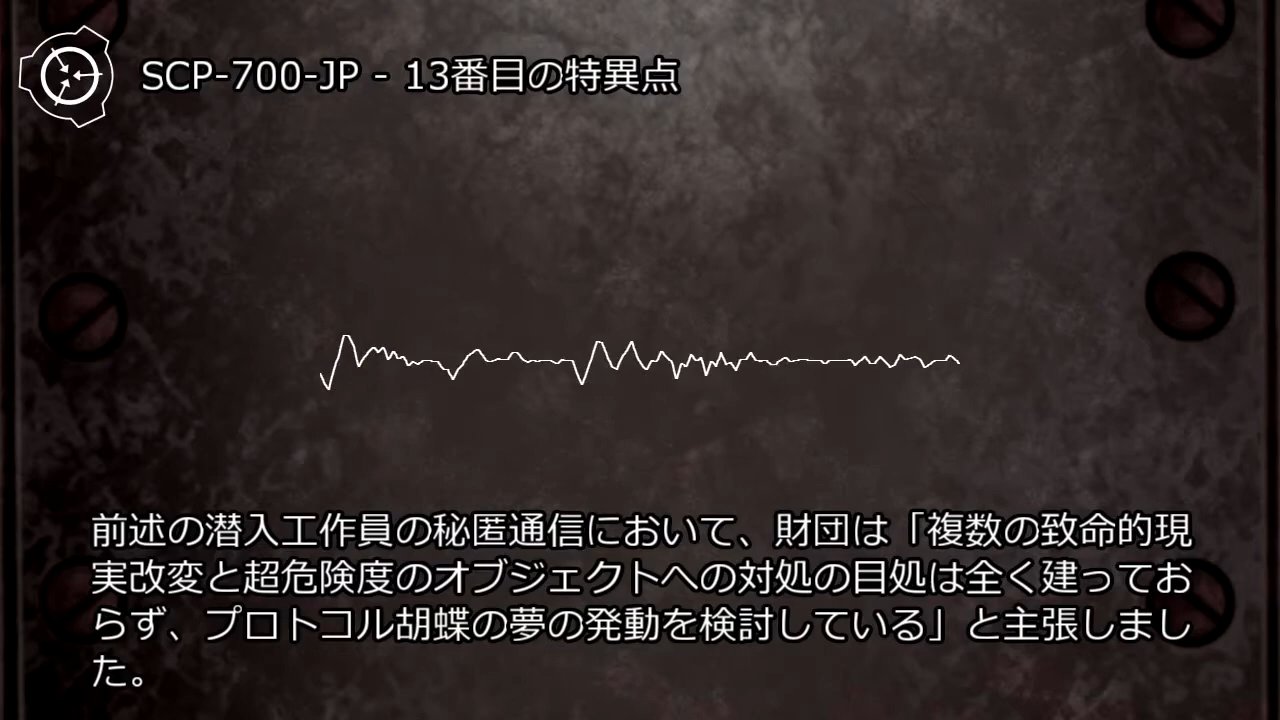 SCP-700-JP - 13番目の特異点
前述の潜入工作員の秘匿通信において、財団は「複数の致命的現
実改変と超危険度のオブジェクトへの対処の目処は全く建ってお
らず、プロトコル胡蝶の夢の発動を検討している」と主張しまし
た。